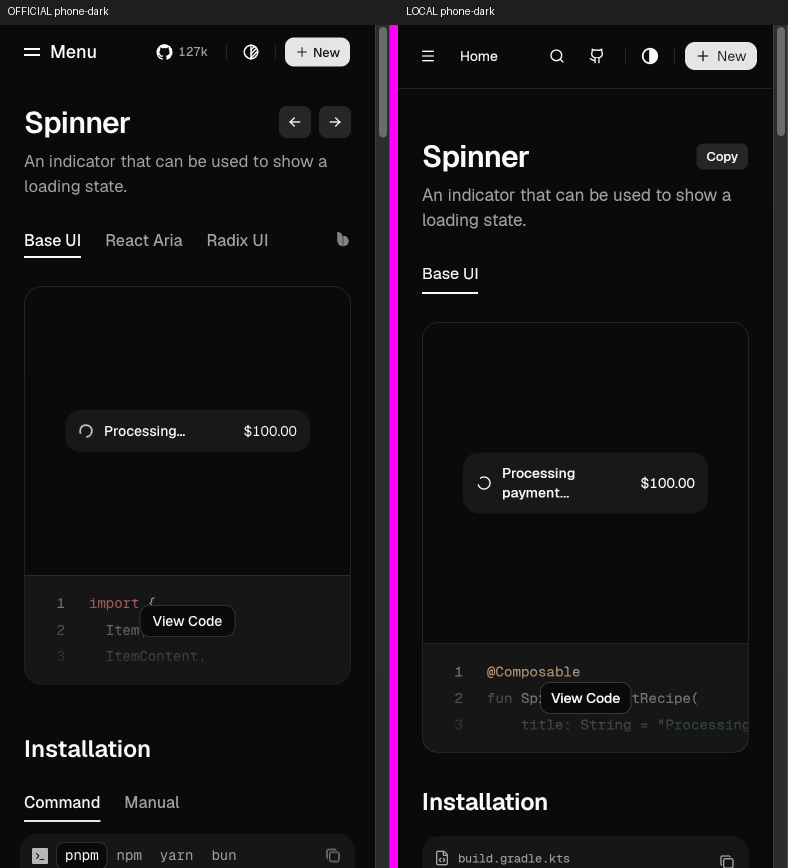 OFFICIAL phone-dark
Menu
127k
New
Spinner
An indicator that can be used to show a
loading state.
Base UI
React Aria
Radix UI
Processing...
$100.00
1 import {
2 Item,
3 ItemContent,
View Code
Installation
Command
Manual
pnpm
npm
yarn
bun
LOCAL phone-dark
Home
New
Spinner
Copy
An indicator that can be used to show a
loading state.
Base UI
Processing
payment...
$100.00
1 @Composable
2 fun Spi
View Code
tRecipe(
3 title: String = "Processing
Installation
build.gradle.kts